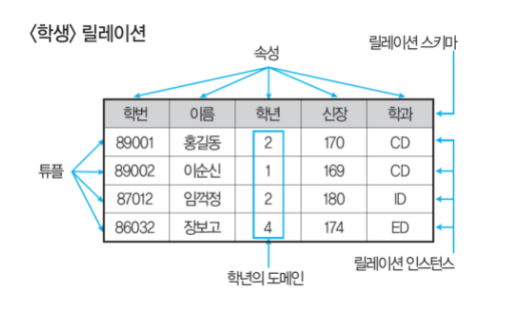 〈학생〉 릴레이션
속성
릴레이션 스키마
학번 이름 학년 신장 학과
튜플
89001 홍길동 2 170 CD
89002 이순신 1 169 CD
87012 임꺽정 2 180 ID
86032 장보고 4 174 ED
학년의 도메인
릴레이션 인스턴스